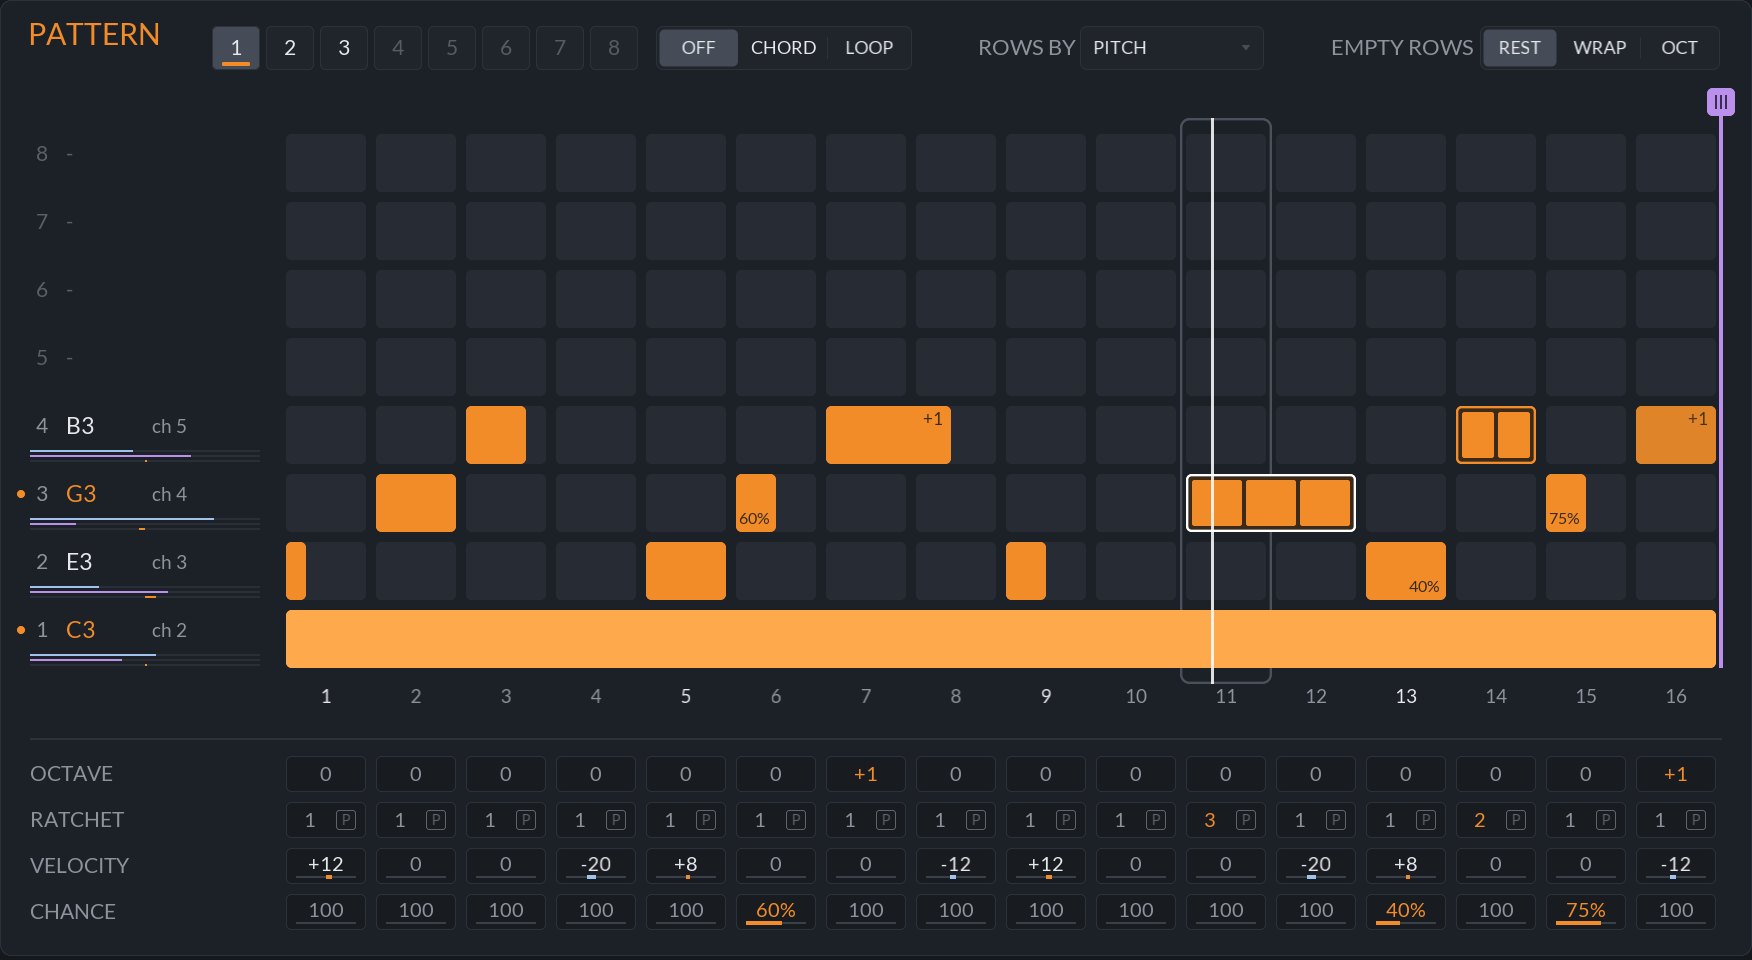 PATTERN 1 2 3 4 5 6 7 8 OFF CHORD LOOP ROWS BY PITCH EMPTY ROWS REST WRAP OCT
8 -
7 -
6 -
5 -
4 B3 ch 5 +1 +1
3 G3 ch 4 60% 75%
2 E3 ch 3 40%
1 C3 ch 2
1 2 3 4 5 6 7 8 9 10 11 12 13 14 15 16
OCTAVE 0 0 0 0 0 0 +1 0 0 0 0 0 0 0 0 +1
RATCHET 1 P 1 P 1 P 1 P 1 P 1 P 1 P 1 P 1 P 1 P 3 P 1 P 1 P 2 P 1 P 1 P
VELOCITY +12 0 0 -20 +8 0 0 -12 +12 0 0 -20 +8 0 0 -12
CHANCE 100 100 100 100 100 60% 100 100 100 100 100 100 40% 100 75% 100